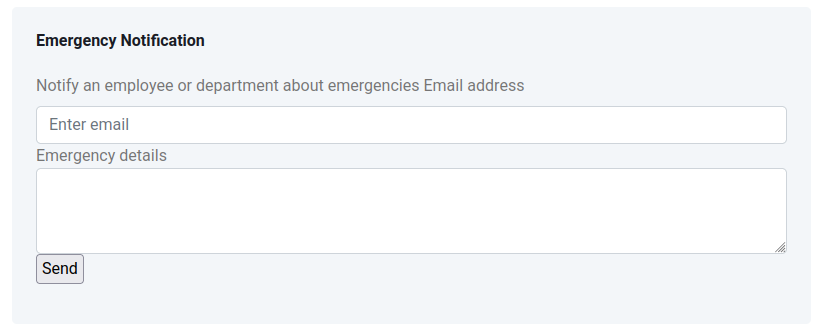 Emergency Notification
Notify an employee or department about emergencies Email address
Enter email
Emergency details
Send